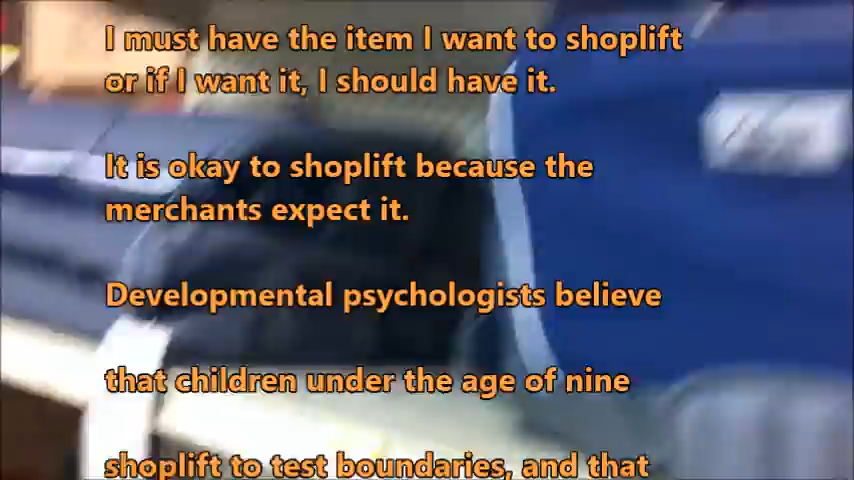 I must have the item I want to shoplift
or if I want it, I should have it.
It is okay to shoplift because the
merchants expect it.
Developmental psychologists believe
that children under the age of nine
shoplift to test boundaries, and that